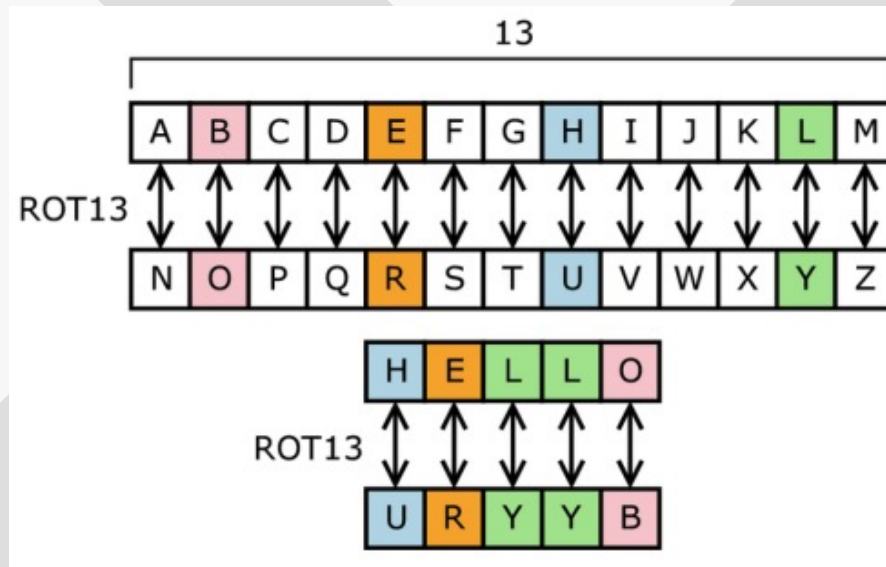 13
A B C D E F G H I J K L M
ROT13
N O P Q R S T U V W X Y Z
H E L L O
ROT13
U R Y Y B